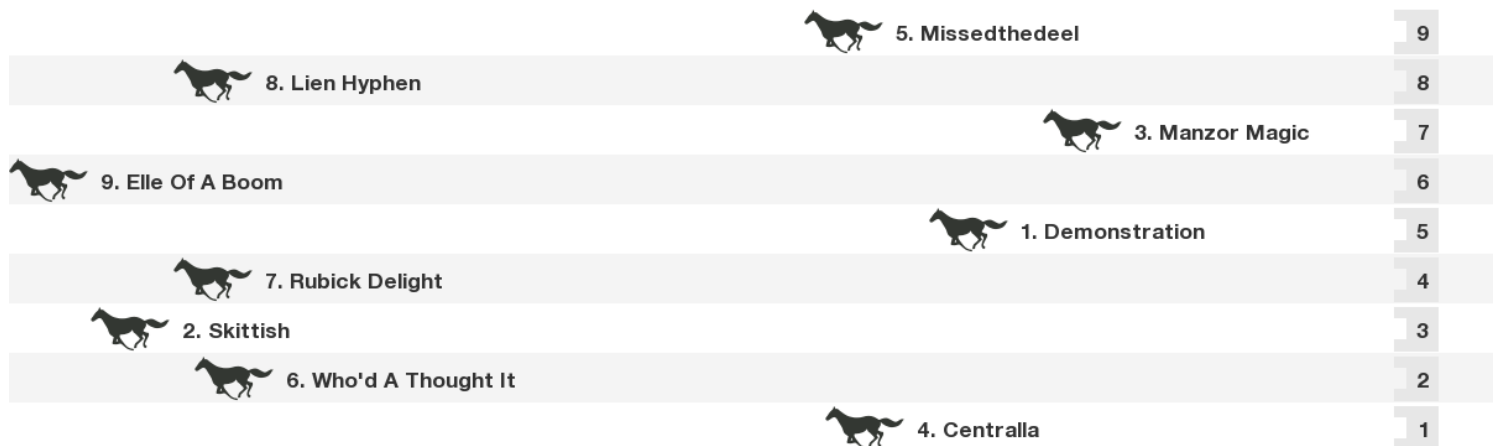 5. Missedthedeel 9
8. Lien Hyphen 8
3. Manzor Magic 7
9. Elle Of A Boom 6
1. Demonstration 5
7. Rubick Delight 4
2. Skittish 3
6. Who'd A Thought It 2
4. Centralla 1